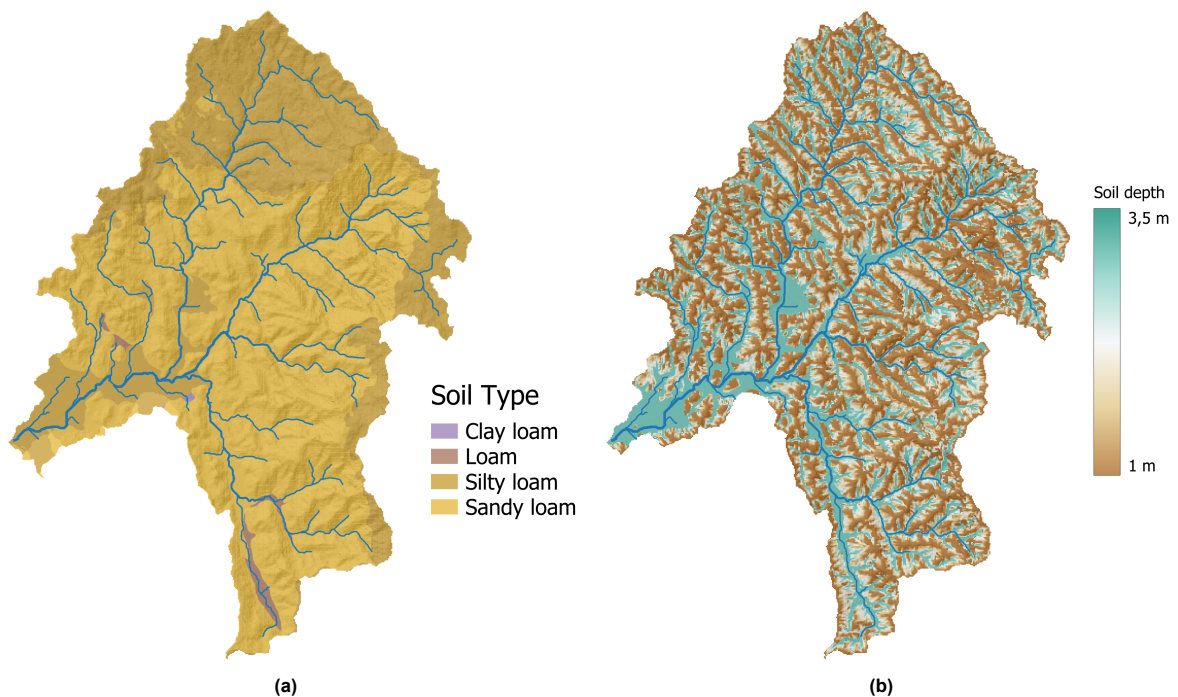 Soil Type
Clay loam
Loam
Silty loam
Sandy loam
(a)
Soil depth
3,5 m
1 m
(b)